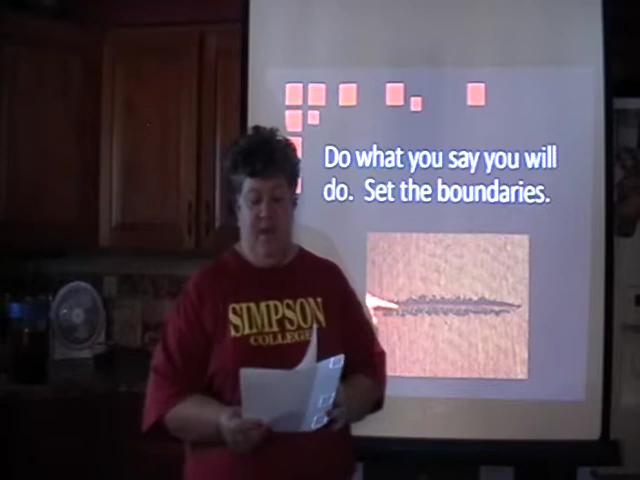 Do what you say you will
do. Set the boundaries.
SIMPSON
COLLEGE